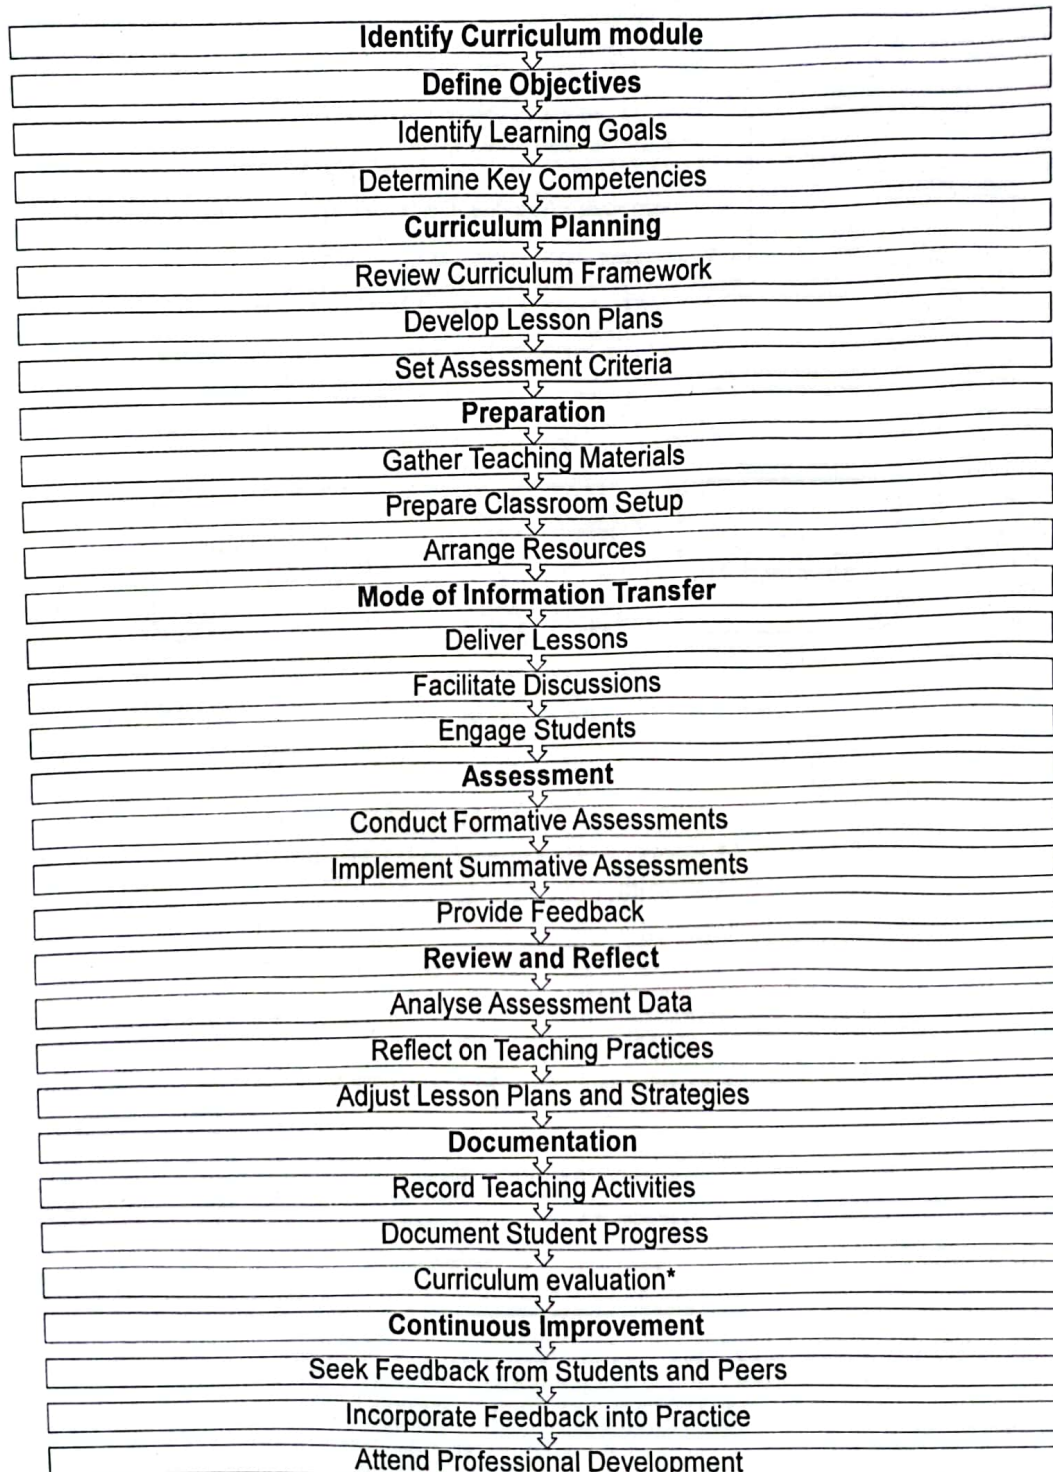 Identify Curriculum module
Define Objectives
Identify Learning Goals
Determine Key Competencies
Curriculum Planning
Review Curriculum Framework
Develop Lesson Plans
Set Assessment Criteria
Preparation
Gather Teaching Materials
Prepare Classroom Setup
Arrange Resources
Mode of Information Transfer
Deliver Lessons
Facilitate Discussions
Engage Students
Assessment
Conduct Formative Assessments
Implement Summative Assessments
Provide Feedback
Review and Reflect
Analyse Assessment Data
Reflect on Teaching Practices
Adjust Lesson Plans and Strategies
Documentation
Record Teaching Activities
Document Student Progress
Curriculum evaluation*
Continuous Improvement
Seek Feedback from Students and Peers
Incorporate Feedback into Practice
Attend Professional Development